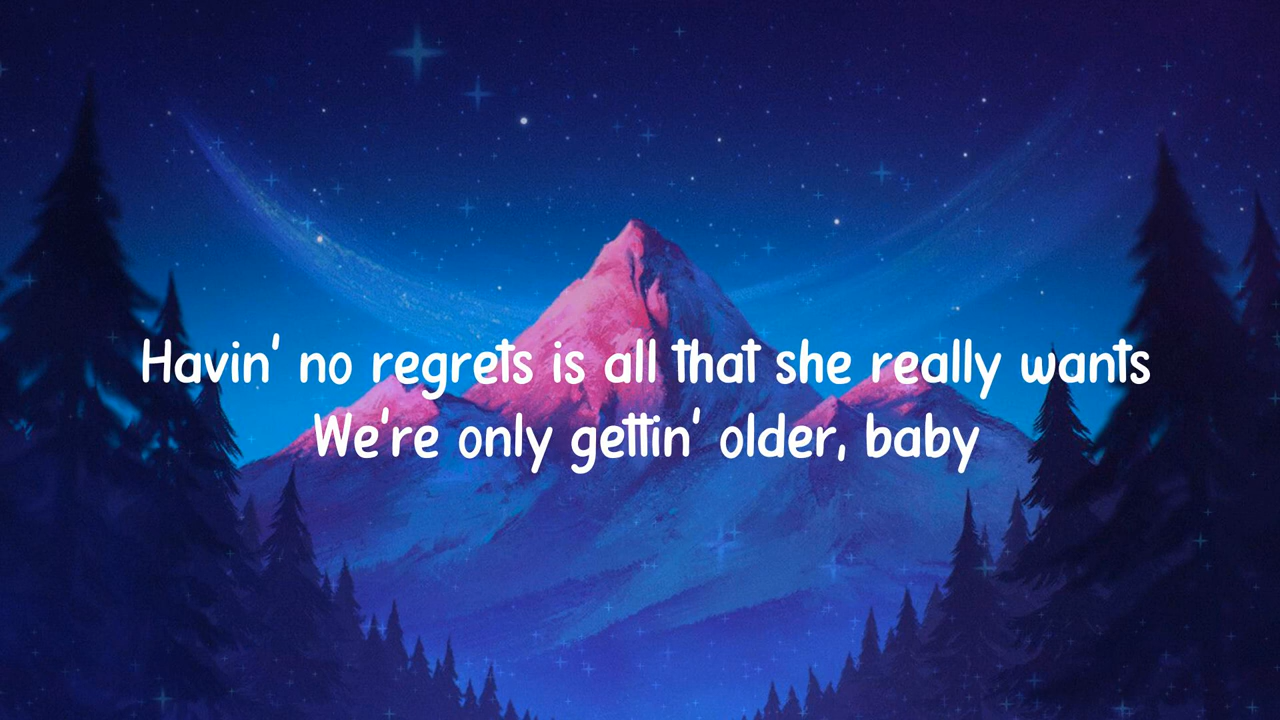 Havin' no regrets is all that she really wants
We're only gettin' older, baby